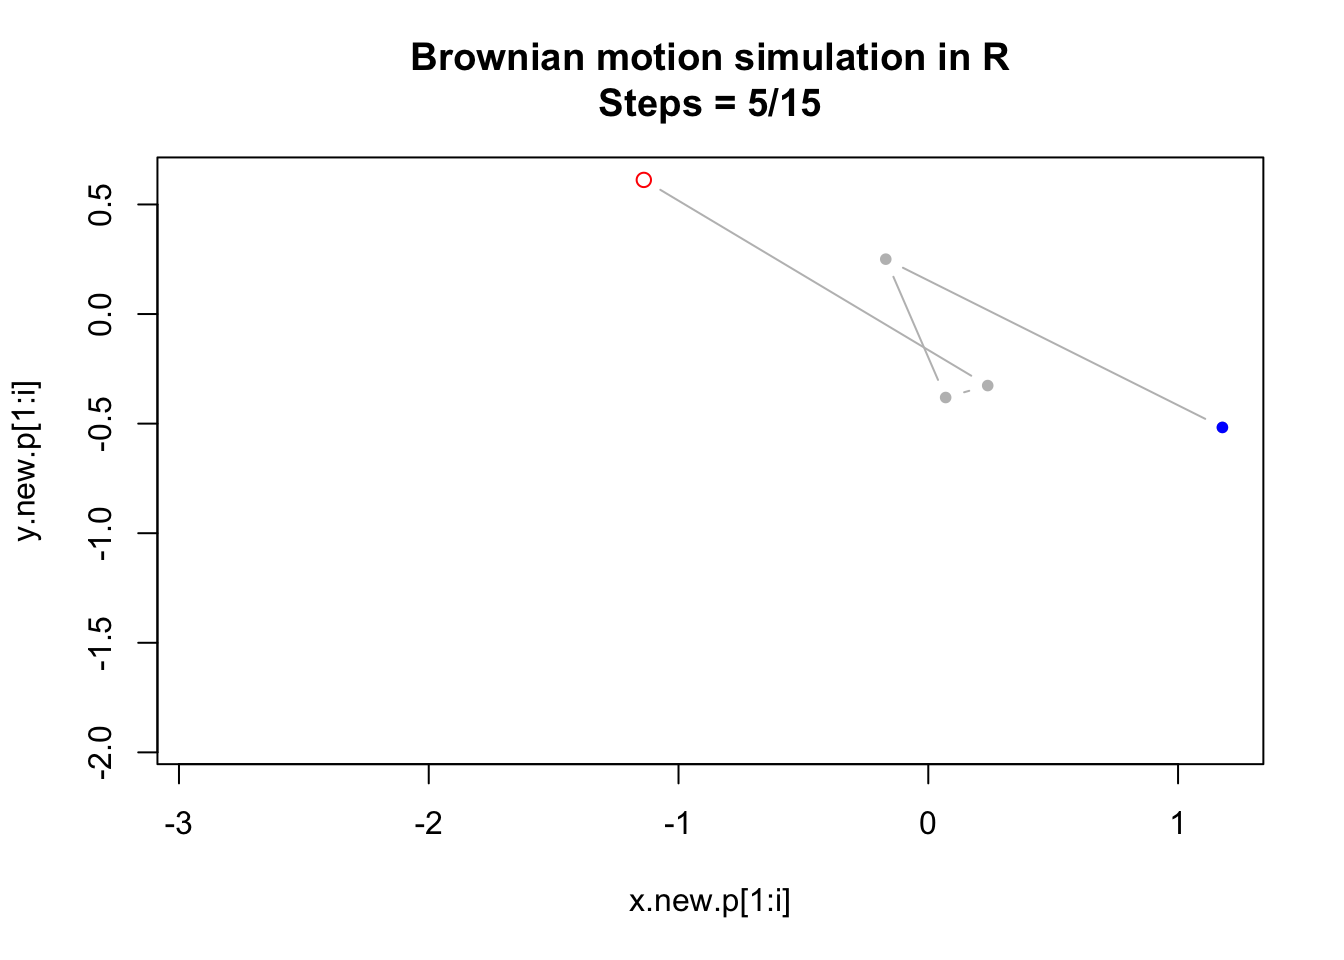 Brownian motion simulation in R
Steps = 5/15
y.new.p[1:i]
0.5
0.0
-0.5
-1.0
-1.5
-2.0
-3 -2 -1 0 1
x.new.p[1:i]